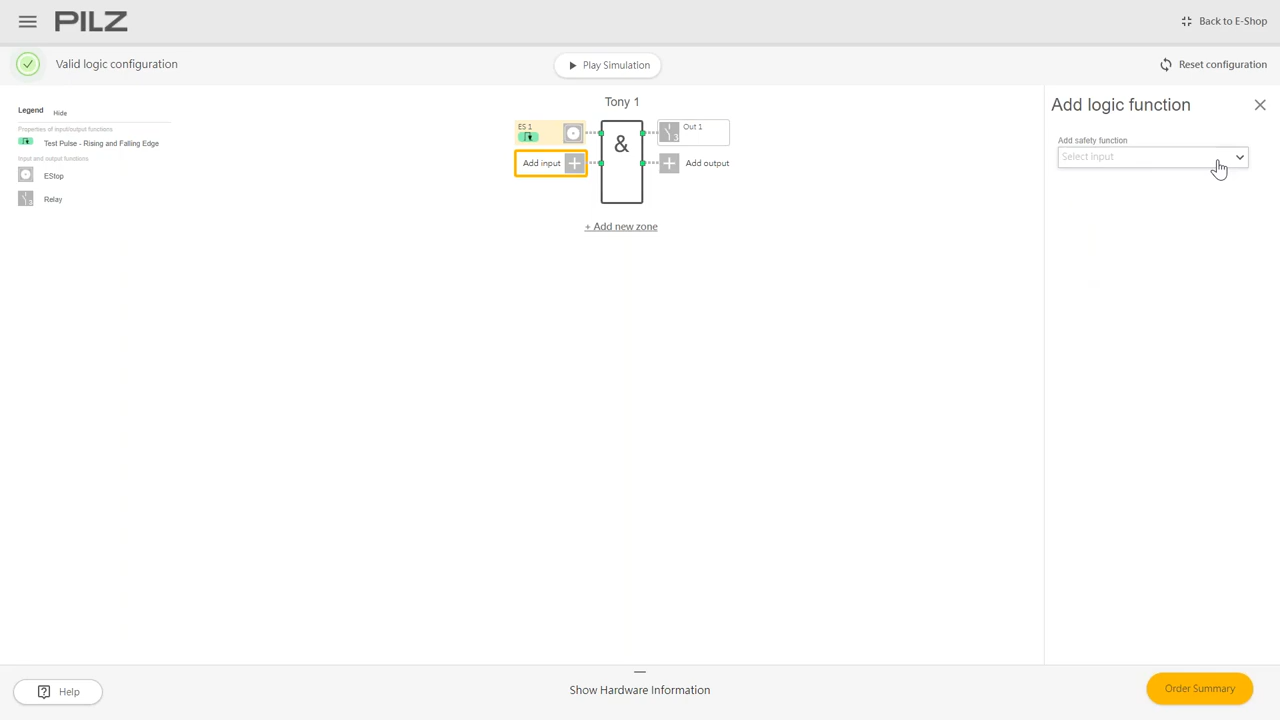 PILZ
Back to E-Shop
Valid logic configuration
Play Simulation
Reset configuration
Legend Hide
Properties of input/output functions
Test Pulse - Rising and Falling Edge
Input and output functions
EStop
3
Relay
Tony 1
ES 1
&
3
Out 1
Add input
Add output
+ Add new zone
Add logic function
Add safety function
Select input
Help
Show Hardware Information
Order Summary